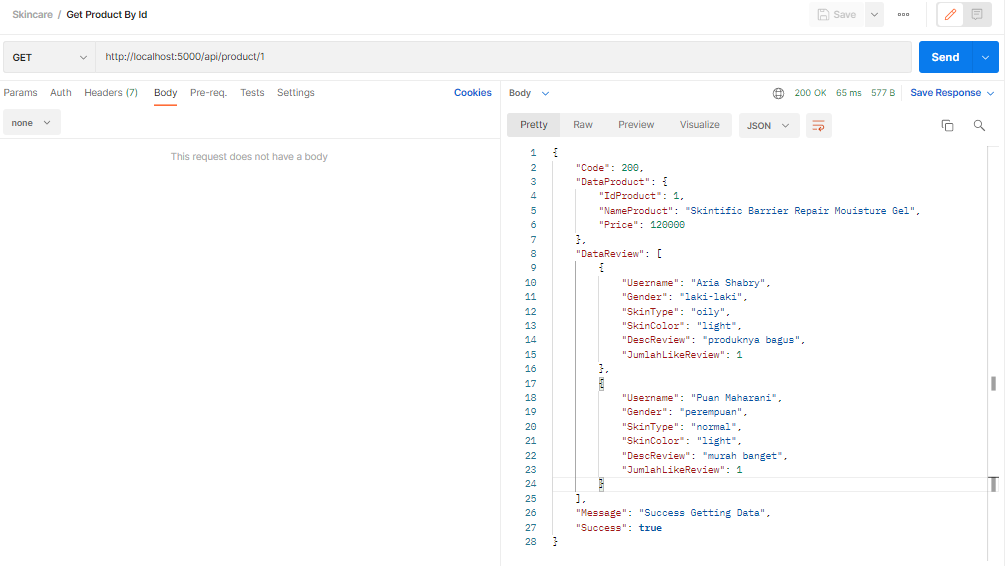 Skincare / Get Product By Id
Save
GET http://localhost:5000/api/product/1 Send
Params Auth Headers (7) Body Pre-req. Tests Settings Cookies
none
This request does not have a body
Body 200 OK 65 ms 577 B Save Response
Pretty Raw Preview Visualize JSON
1 {
2 "Code": 200,
3 "DataProduct": {
4 "IdProduct": 1,
5 "NameProduct": "Skintific Barrier Repair Mouisture Gel",
6 "Price": 120000
7 },
8 "DataReview": [
9 {
10 "Username": "Aria Shabry",
11 "Gender": "laki-laki",
12 "SkinType": "oily",
13 "SkinColor": "light",
14 "DescReview": "produknya bagus",
15 "JumlahLikeReview": 1
16 },
17 {
18 "Username": "Puan Maharani",
19 "Gender": "perempuan",
20 "SkinType": "normal",
21 "SkinColor": "light",
22 "DescReview": "murah banget",
23 "JumlahLikeReview": 1
24 }
25 ],
26 "Message": "Success Getting Data",
27 "Success": true
28 }